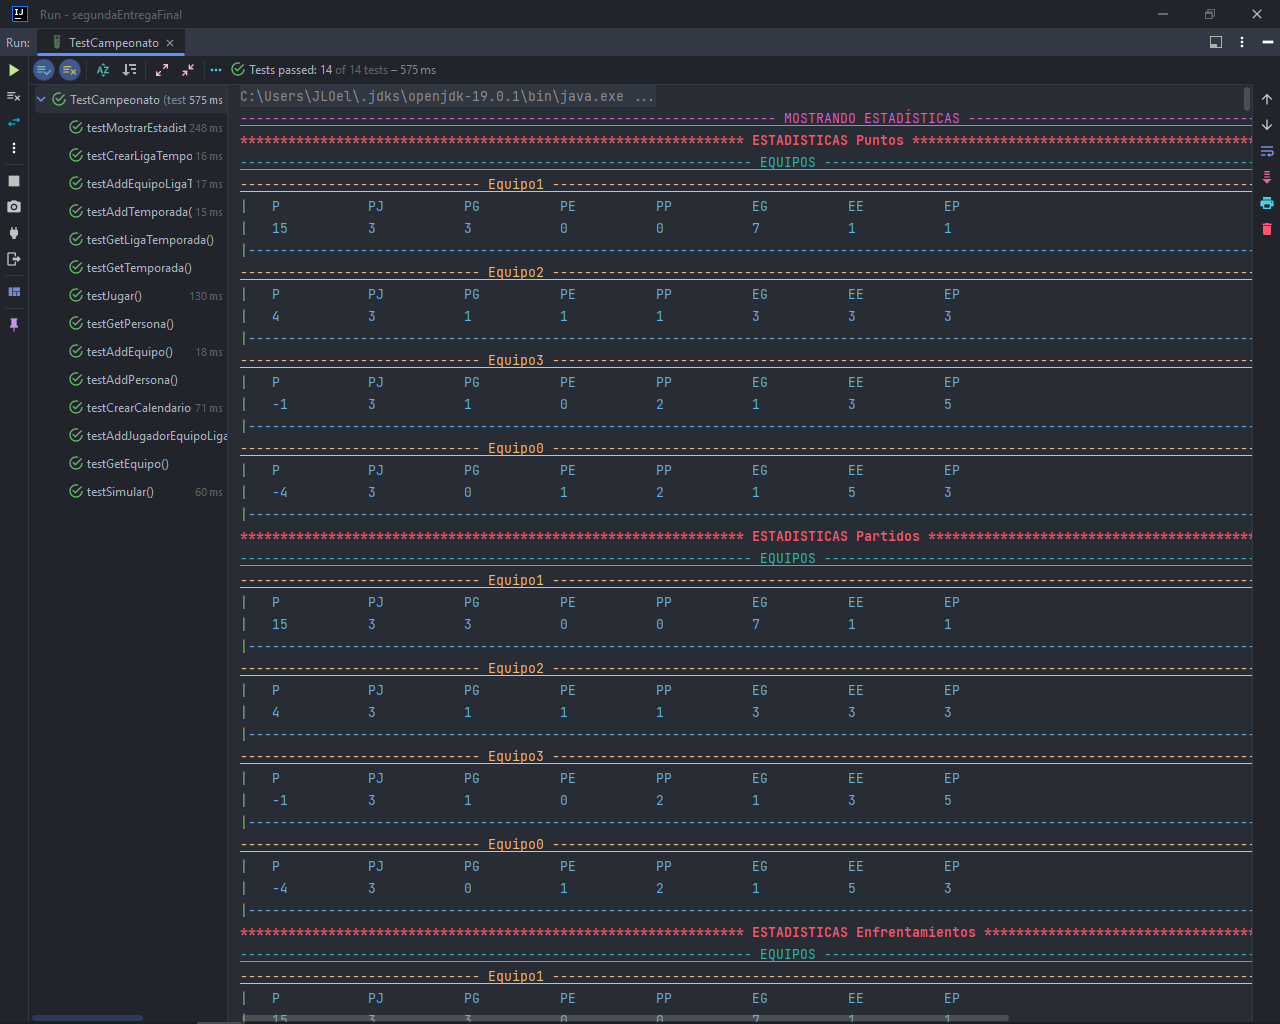 Run - segundaEntregaFinal
Run: TestCampeonato
Tests passed: 14 of 14 tests – 575 ms
TestCampeonato (test 575 ms
testMostrarEstadist 248 ms
testCrearLigaTempo 16 ms
testAddEquipoLigaT 17 ms
testAddTemporada( 15 ms
testGetLigaTemporada()
testGetTemporada()
testJugar() 130 ms
testGetPersona()
testAddEquipo() 18 ms
testAddPersona()
testCrearCalendario 71 ms
testAddJugadorEquipoLiga
testGetEquipo()
testSimular() 60 ms
C:\Users\JLOel\.jdks\openjdk-19.0.1\bin\java.exe ...
MOSTRANDO ESTADÍSTICAS
ESTADISTICAS Puntos
EQUIPOS
Equipo1
| P PJ PG PE PP EG EE EP
| 15 3 3 0 0 7 1 1
Equipo2
| P PJ PG PE PP EG EE EP
| 4 3 1 1 1 3 3 3
Equipo3
| P PJ PG PE PP EG EE EP
| -1 3 1 0 2 1 3 5
Equipo0
| P PJ PG PE PP EG EE EP
| -4 3 0 1 2 1 5 3
ESTADISTICAS Partidos
EQUIPOS
Equipo1
| P PJ PG PE PP EG EE EP
| 15 3 3 0 0 7 1 1
Equipo2
| P PJ PG PE PP EG EE EP
| 4 3 1 1 1 3 3 3
Equipo3
| P PJ PG PE PP EG EE EP
| -1 3 1 0 2 1 3 5
Equipo0
| P PJ PG PE PP EG EE EP
| -4 3 0 1 2 1 5 3
ESTADISTICAS Enfrentamientos
EQUIPOS
Equipo1
| P PJ PG PE PP EG EE EP
| 15 3 3 0 0 7 1 1